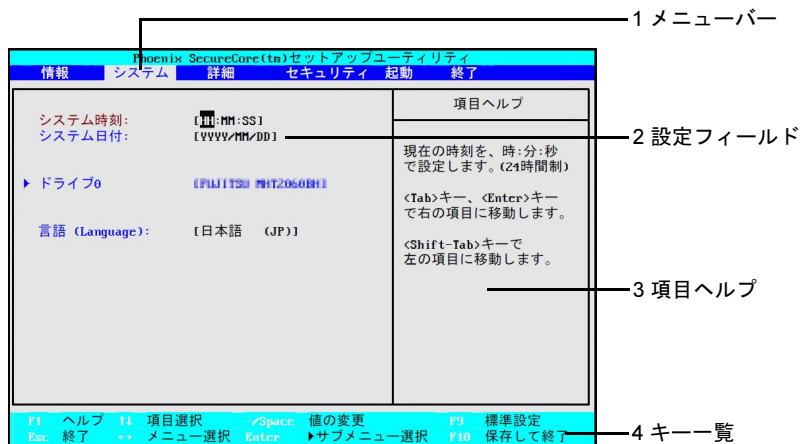 1 メニューバー
Phoenix SecureCore(tm)セットアップユーティリティ
情報 システム 詳細 セキュリティ 起動 終了
項目ヘルプ
システム時刻: [HH:MM:SS]
システム日付: [YYYY/MM/DD]
2 設定フィールド
現在の時刻を、時:分:秒
で設定します。(24時間制)
▶ ドライブ0 [FUJITSU MHT2060BH]
<Tab>キー、<Enter>キー
で右の項目に移動します。
言語 (Language): [日本語 (JP)]
<Shift-Tab>キーで
左の項目に移動します。
3 項目ヘルプ
F1 ヘルプ ↑↓ 項目選択 -/Space 値の変更 F9 標準設定
Esc 終了 ↔ メニュー選択 Enter ▶サブメニュー選択 F10 保存して終了
4 キー一覧